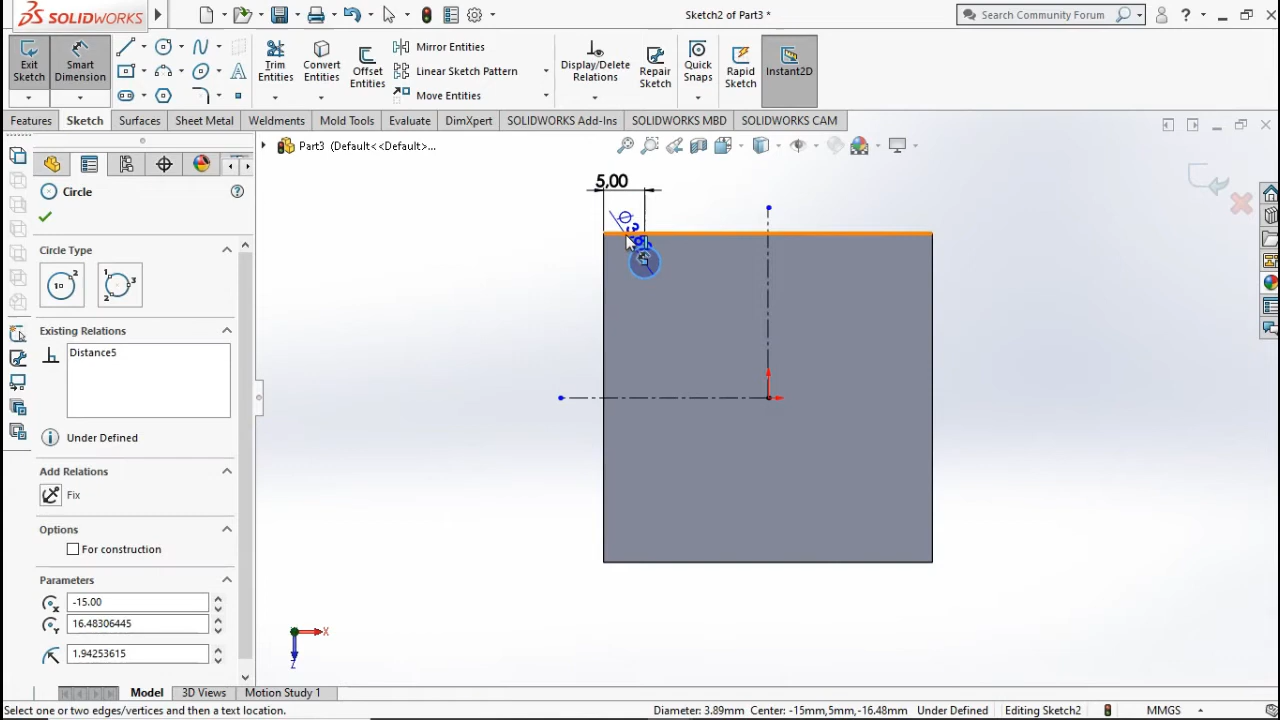 SOLIDWORKS
Sketch2 of Part3 *
Search Community Forum
?
Exit Sketch
Smart Dimension
Trim Entities
Convert Entities
Offset Entities
Mirror Entities
Linear Sketch Pattern
Move Entities
Display/Delete Relations
Repair Sketch
Quick Snaps
Rapid Sketch
Instant2D
Features
Sketch
Surfaces
Sheet Metal
Weldments
Mold Tools
Evaluate
DimXpert
SOLIDWORKS Add-Ins
SOLIDWORKS MBD
SOLIDWORKS CAM
Part3 (Default<<Default>...
Circle
Circle Type
Existing Relations
Distance5
Under Defined
Add Relations
Fix
Options
For construction
Parameters
-15.00
16.48306445
1.94253615
5,00
X
Z
Model
3D Views
Motion Study 1
Select one or two edges/vertices and then a text location.
Diameter: 3.89mm Center: -15mm,5mm,-16.48mm Under Defined
Editing Sketch2
MMGS